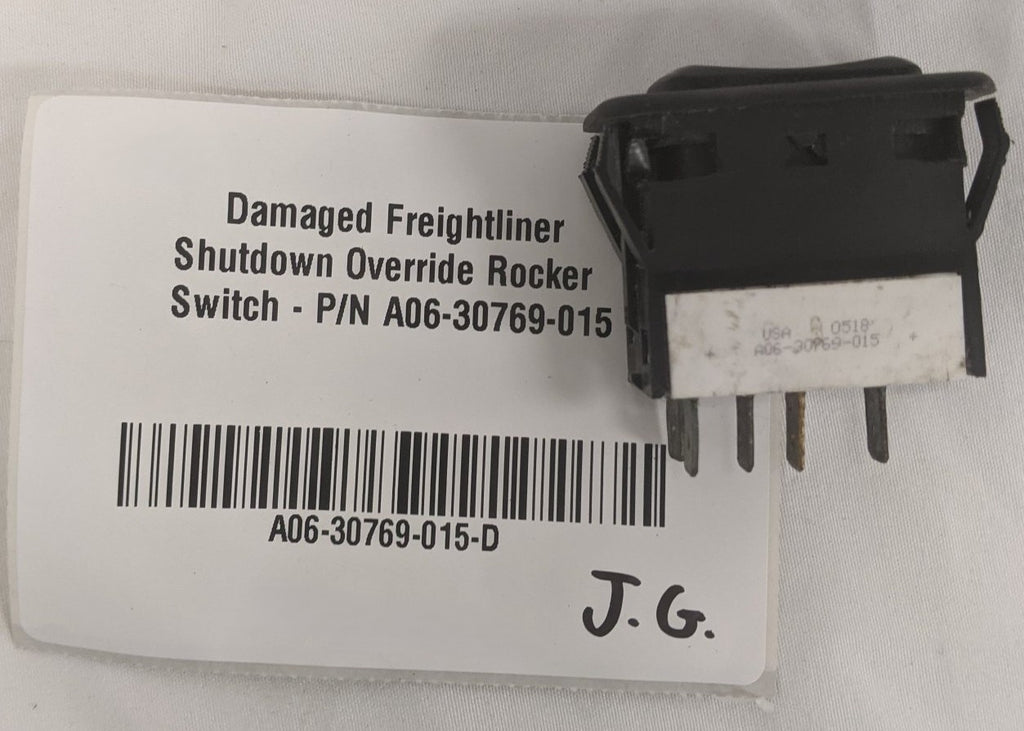 Damaged Freightliner
Shutdown Override Rocker
Switch - P/N A06-30769-015
USA 0518
A06-30769-015
A06-30769-015-D
J.G.